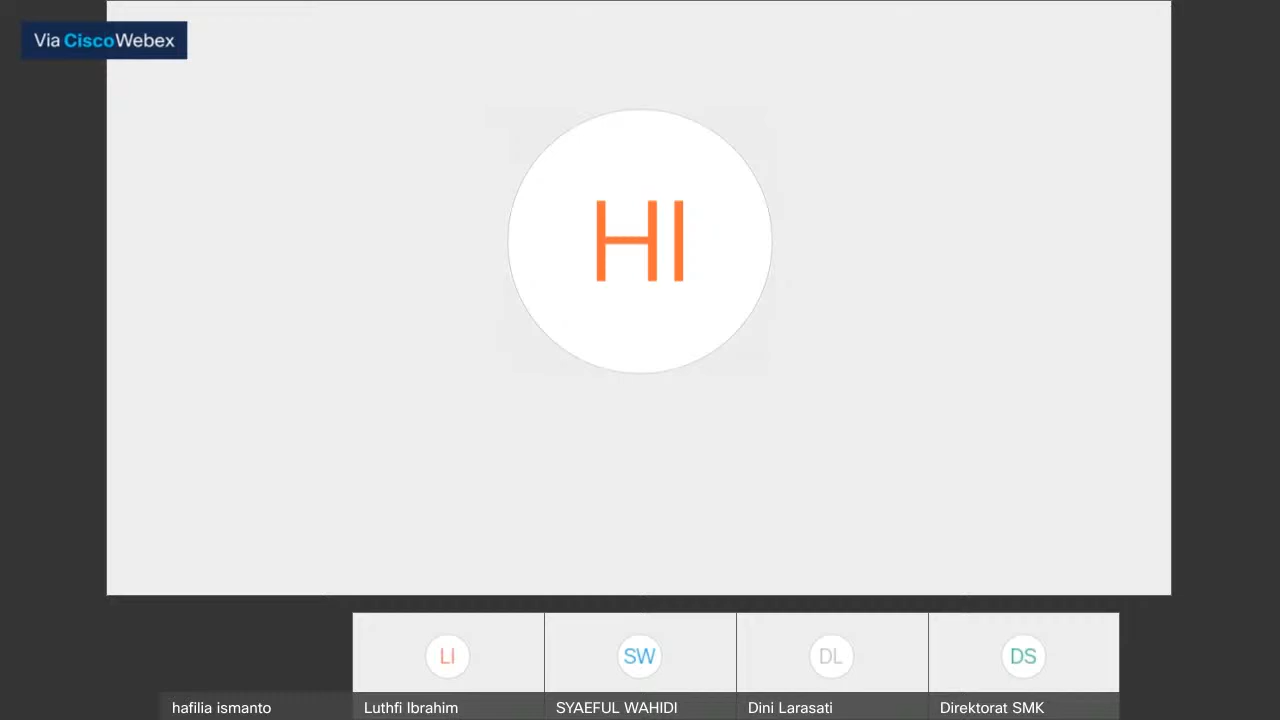 Via CiscoWebex
HI
LI
SW
DL
DS
hafilia ismanto
Luthfi Ibrahim
SYAEFUL WAHIDI
Dini Larasati
Direktorat SMK